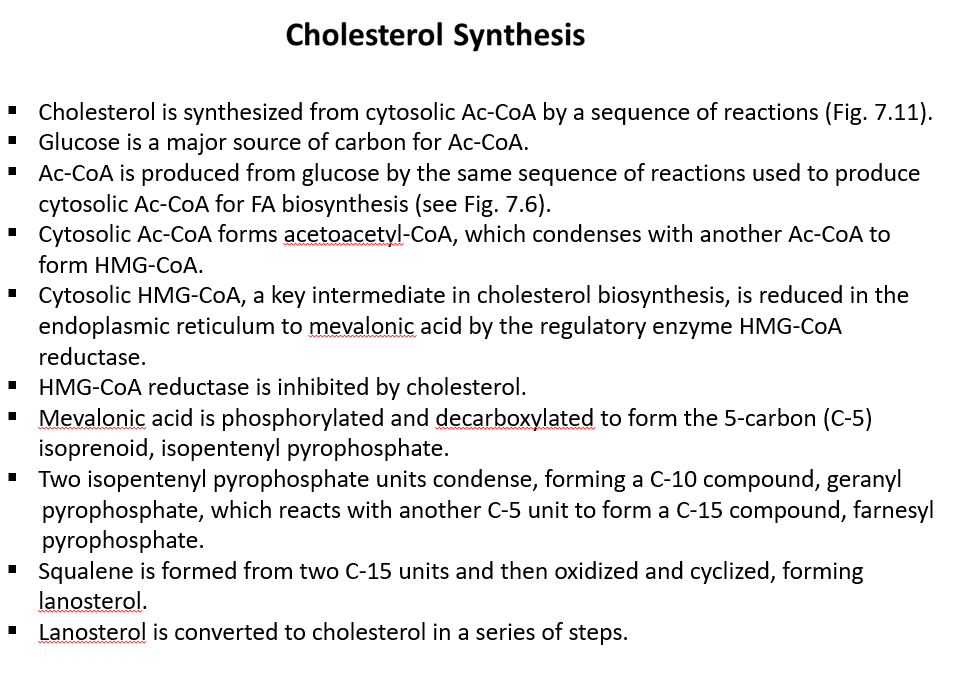 Cholesterol Synthesis
▪ Cholesterol is synthesized from cytosolic Ac-CoA by a sequence of reactions (Fig. 7.11).
▪ Glucose is a major source of carbon for Ac-CoA.
▪ Ac-CoA is produced from glucose by the same sequence of reactions used to produce
cytosolic Ac-CoA for FA biosynthesis (see Fig. 7.6).
▪ Cytosolic Ac-CoA forms acetoacetyl-CoA, which condenses with another Ac-CoA to
form HMG-CoA.
▪ Cytosolic HMG-CoA, a key intermediate in cholesterol biosynthesis, is reduced in the
endoplasmic reticulum to mevalonic acid by the regulatory enzyme HMG-CoA
reductase.
▪ HMG-CoA reductase is inhibited by cholesterol.
▪ Mevalonic acid is phosphorylated and decarboxylated to form the 5-carbon (C-5)
isoprenoid, isopentenyl pyrophosphate.
▪ Two isopentenyl pyrophosphate units condense, forming a C-10 compound, geranyl
pyrophosphate, which reacts with another C-5 unit to form a C-15 compound, farnesyl
pyrophosphate.
▪ Squalene is formed from two C-15 units and then oxidized and cyclized, forming
lanosterol.
▪ Lanosterol is converted to cholesterol in a series of steps.